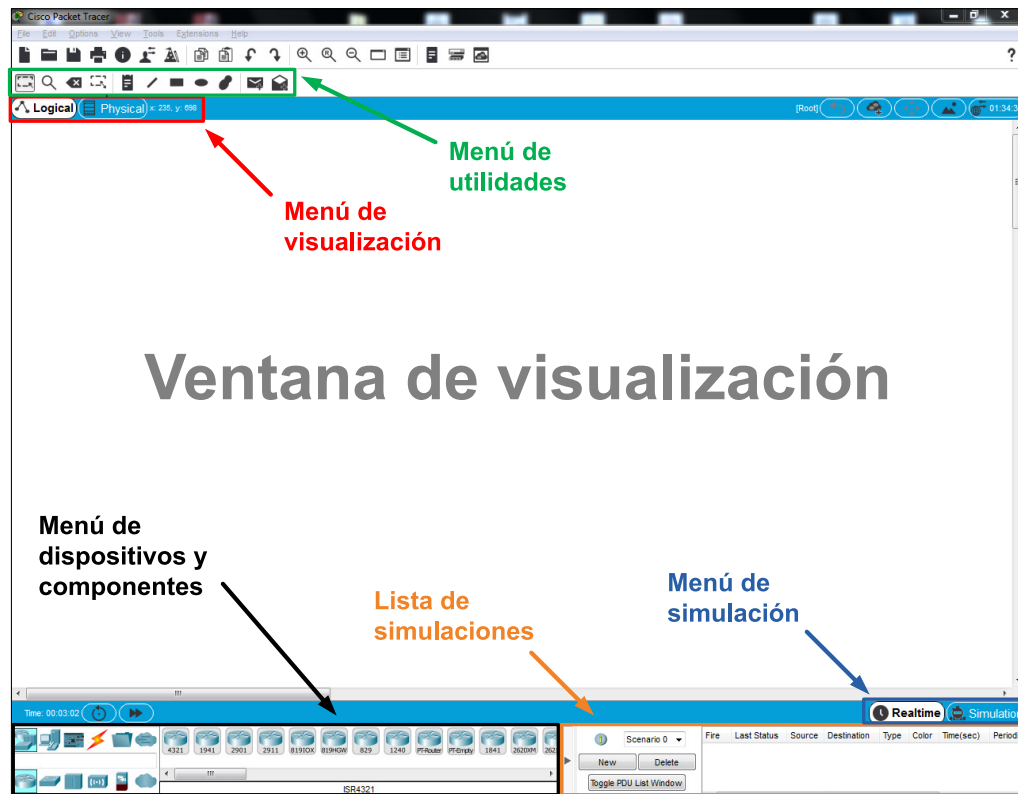 Cisco Packet Tracer
File Edit Options View Tools Extensions Help
?
Logical Physical x: 235, y: 698 [Root] 01:34:3
Menú de
utilidades
Menú de
visualización
Ventana de visualización
Menú de
dispositivos y
componentes
Lista de
simulaciones
Menú de
simulación
Time: 00:03:02 Realtime Simulation
4321 1941 2901 2911 819IOX 819HGW 829 1240 PT-Router PT-Empty 1841 2620XM 262
ISR4321
Scenario 0
New Delete
Toggle PDU List Window
Fire Last Status Source Destination Type Color Time(sec) Periodi